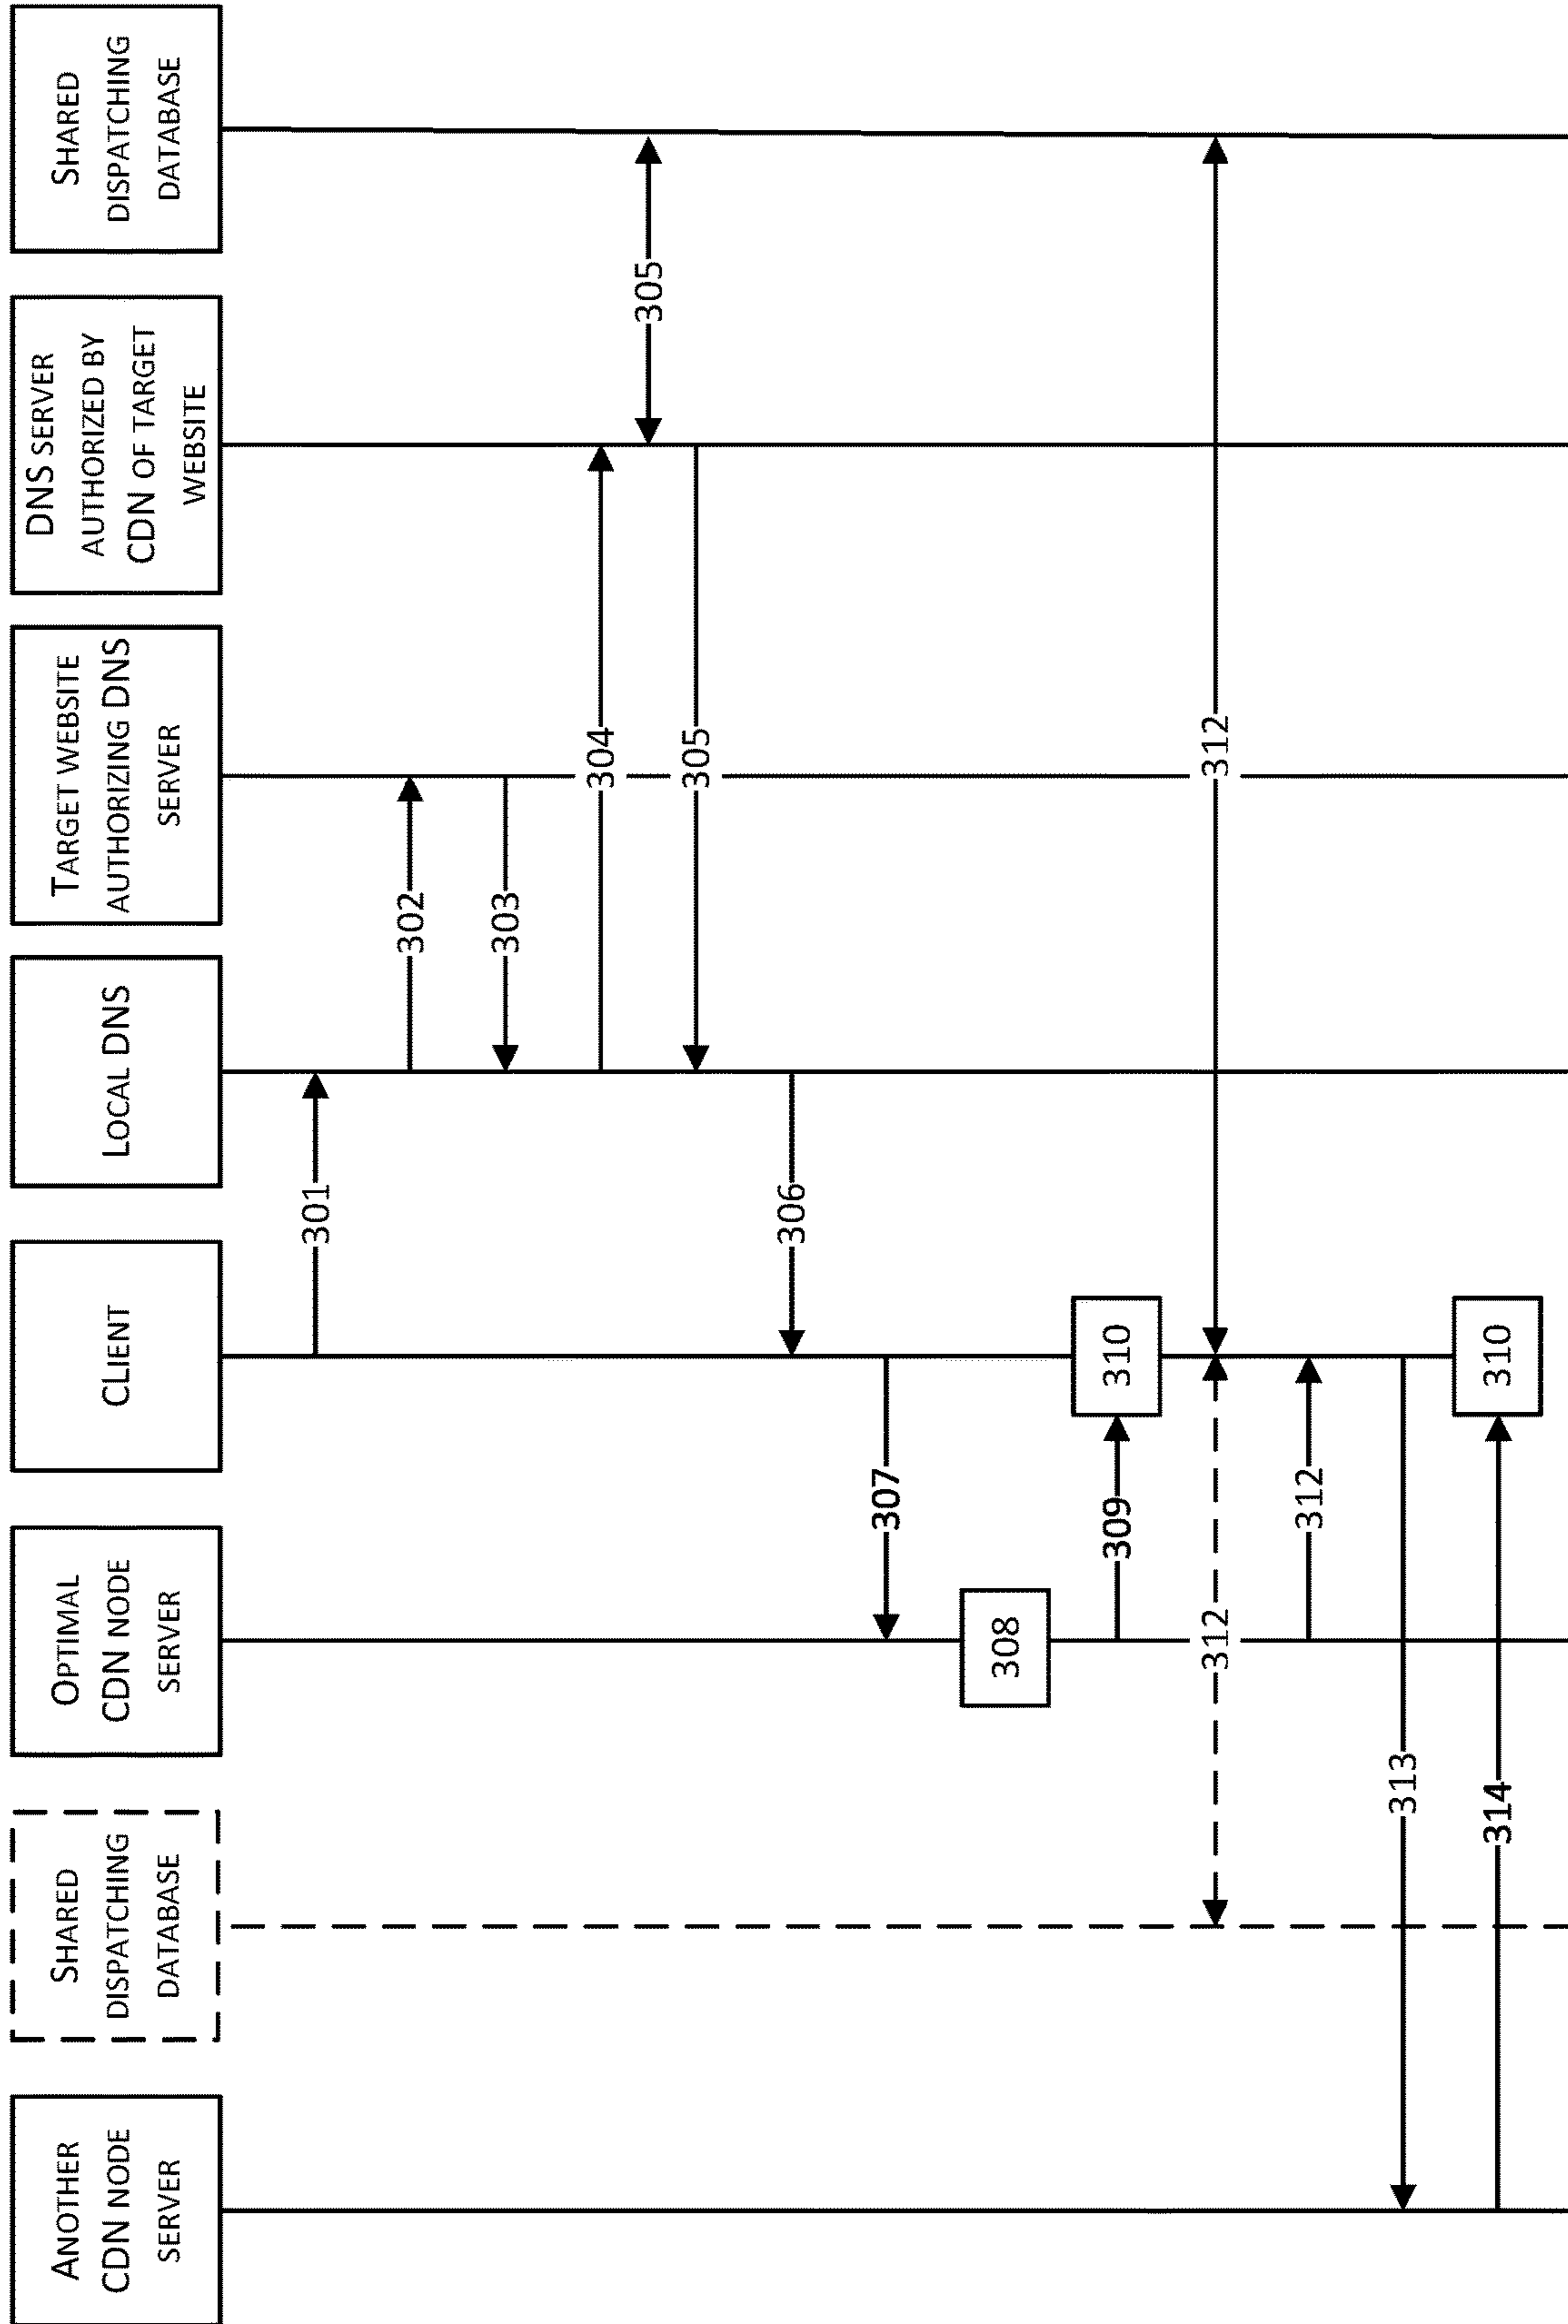 ANOTHER
CDN NODE
SERVER
SHARED
DISPATCHING
DATABASE
OPTIMAL
CDN NODE
SERVER
CLIENT
LOCAL DNS
TARGET WEBSITE
AUTHORIZING DNS
SERVER
DNS SERVER
AUTHORIZED BY
CDN OF TARGET
WEBSITE
SHARED
DISPATCHING
DATABASE
301
302
303
304
305
305
306
307
308
309
310
312
312
312
313
314
310